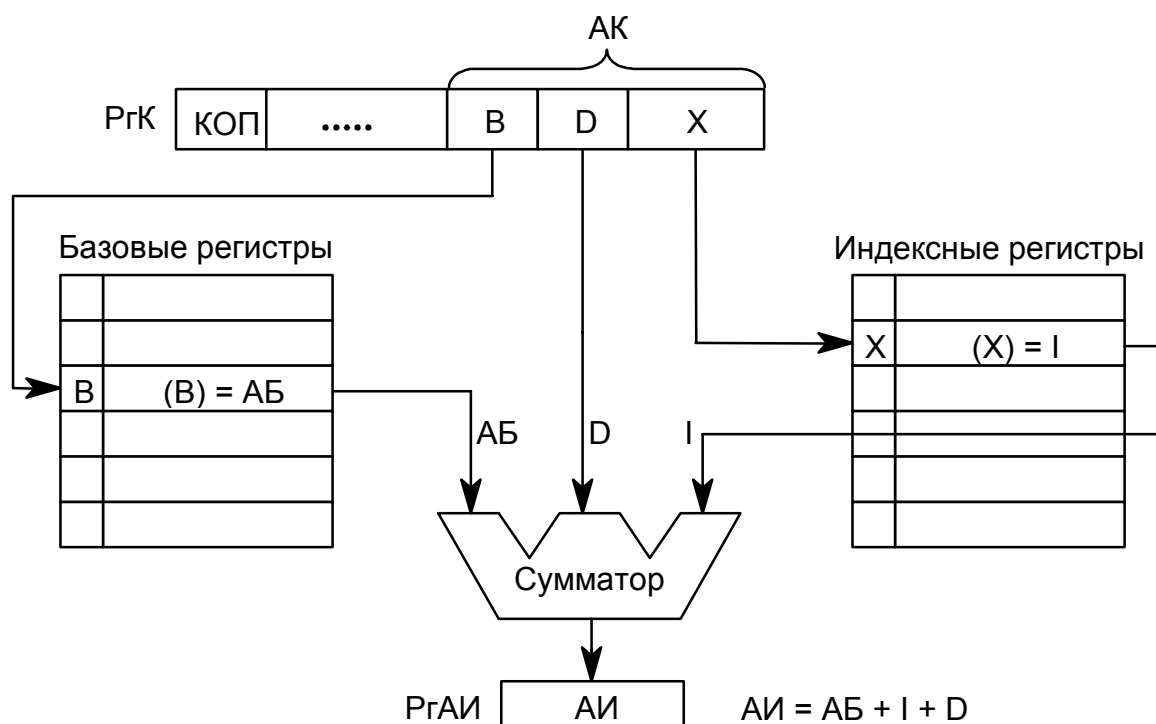 АК
РгК КОП ..... В D X
Базовые регистры
Индексные регистры
X (X) = I
В (В) = АБ
АБ D I
Сумматор
РгАИ АИ АИ = АБ + I + D